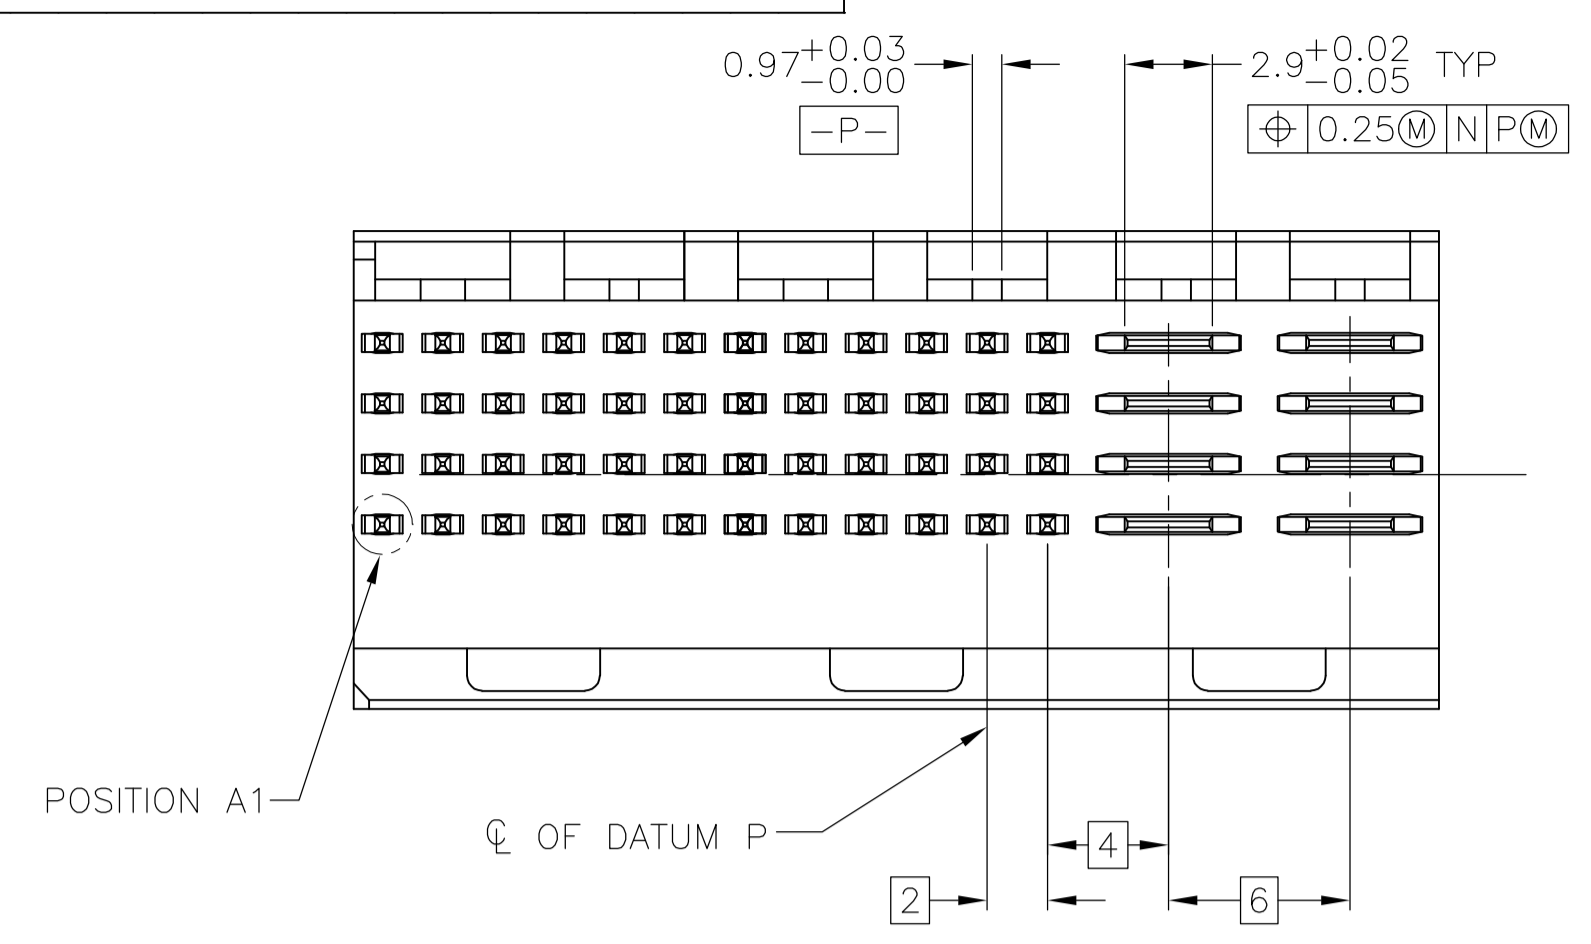 0.97 +0.03 -0.00
-P-
2.9 +0.02 -0.05 TYP
⌖ 0.25Ⓜ N PⓂ
POSITION A1
℄ OF DATUM P
4
2
6